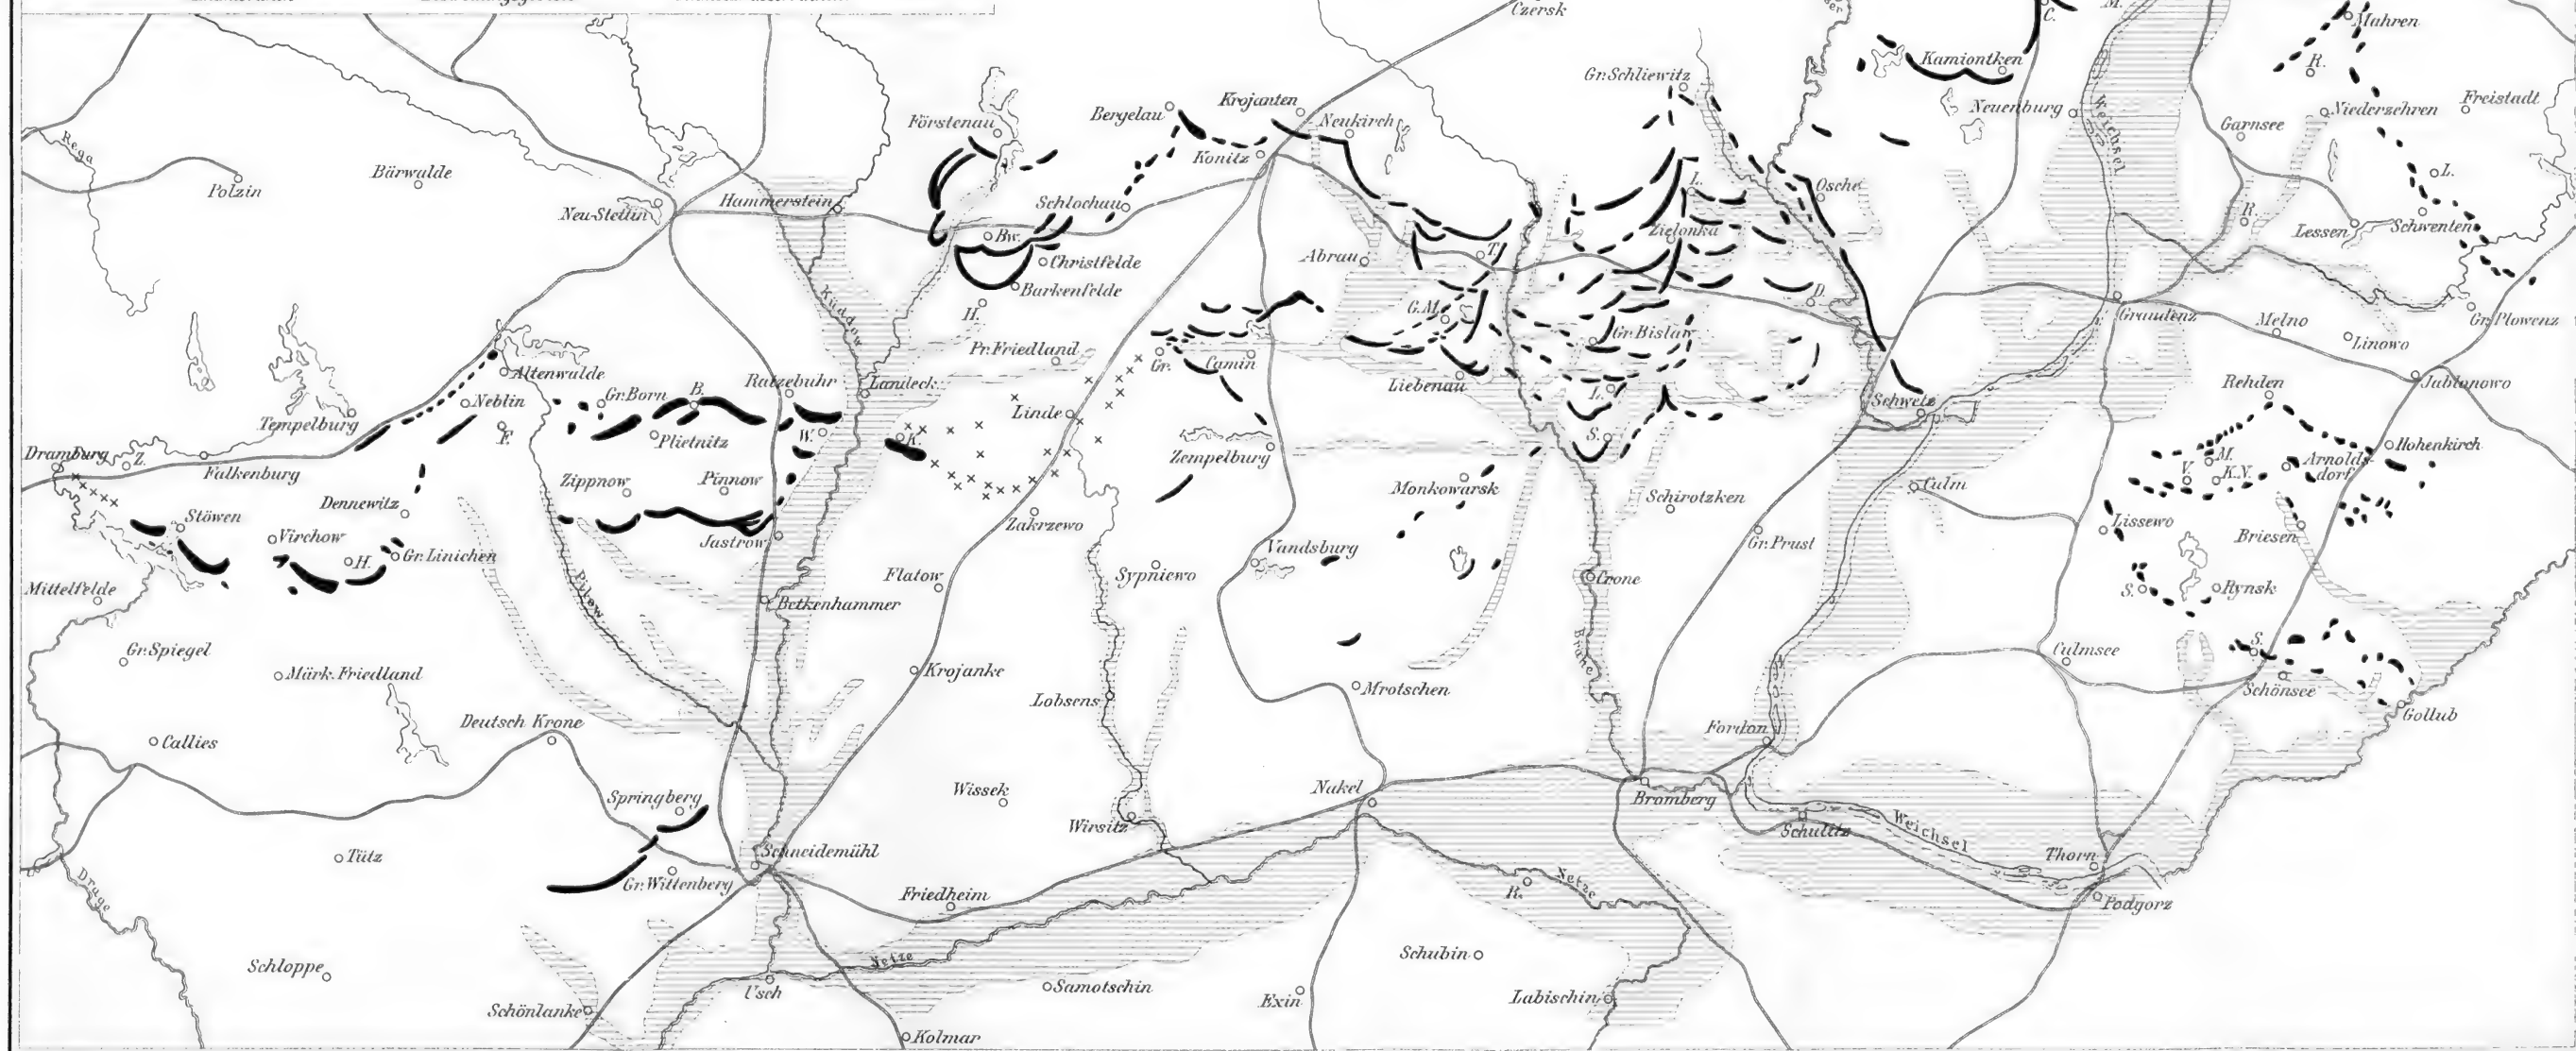 Czersk
C.
M.
Mahren
Kamiontken
R.
Gr.Schliewitz
Neuenburg
Niederzehren
Freistadt
Krojanten
Bergelau
Neukirch
Förstenau
Garnsee
Weichsel
Rega
Konitz
Bärwalde
Polzin
L.
L.
Osche
Hammerstein
Schlochau
Neu-Stettin
R.
Lessen
Schwenten
Bw.
Zielonka
T.
Abrau
Christfelde
Barkenfelde
D.
Küddow
H.
G.M.
Graudenz
Melno
Gr.Plowenz
Gr.Bislaw
Linowo
Pr.Friedland
Gr.
Camin
Altenwalde
Ratzebuhr
Landeck
Liebenau
Rehden
Jablonowo
Neblin
Gr.Born
B.
L.
Schwetz
Linde
Tempelburg
F.
Plietnitz
W.
K.
S.
Hohenkirch
Dramburg
Z.
Falkenburg
Zempelburg
M.
Arnolds-
dorf
V.
K.N.
Zippnow
Pinnow
Monkowarsk
Schirotzken
Culm
Dennewitz
Stöwen
Zakrzewo
Lissewo
Virchow
Jastrow
Gr.Prust
Briesen
H.
Gr.Linichen
Vandsburg
Flatow
Sypniewo
Crone
Mittelfelde
Pilow
Betkenhammer
S.
Rynsk
Brahe
Gr.Spiegel
S.
Culmsee
Märk.Friedland
Krojanke
Mrotschen
Schönsee
Lobsens
Gollub
Deutsch Krone
Fordon
Callies
Springberg
Wissek
Nakel
Bromberg
Wirsitz
Schulitz
Weichsel
Tütz
Schneidemühl
Thorn
Gr.Wittenberg
Drage
Friedheim
R.
Netze
Podgorz
Schloppe
Netze
Schubin
Usch
Samotschin
Exin
Labischin
Schönlanke
Kolmar